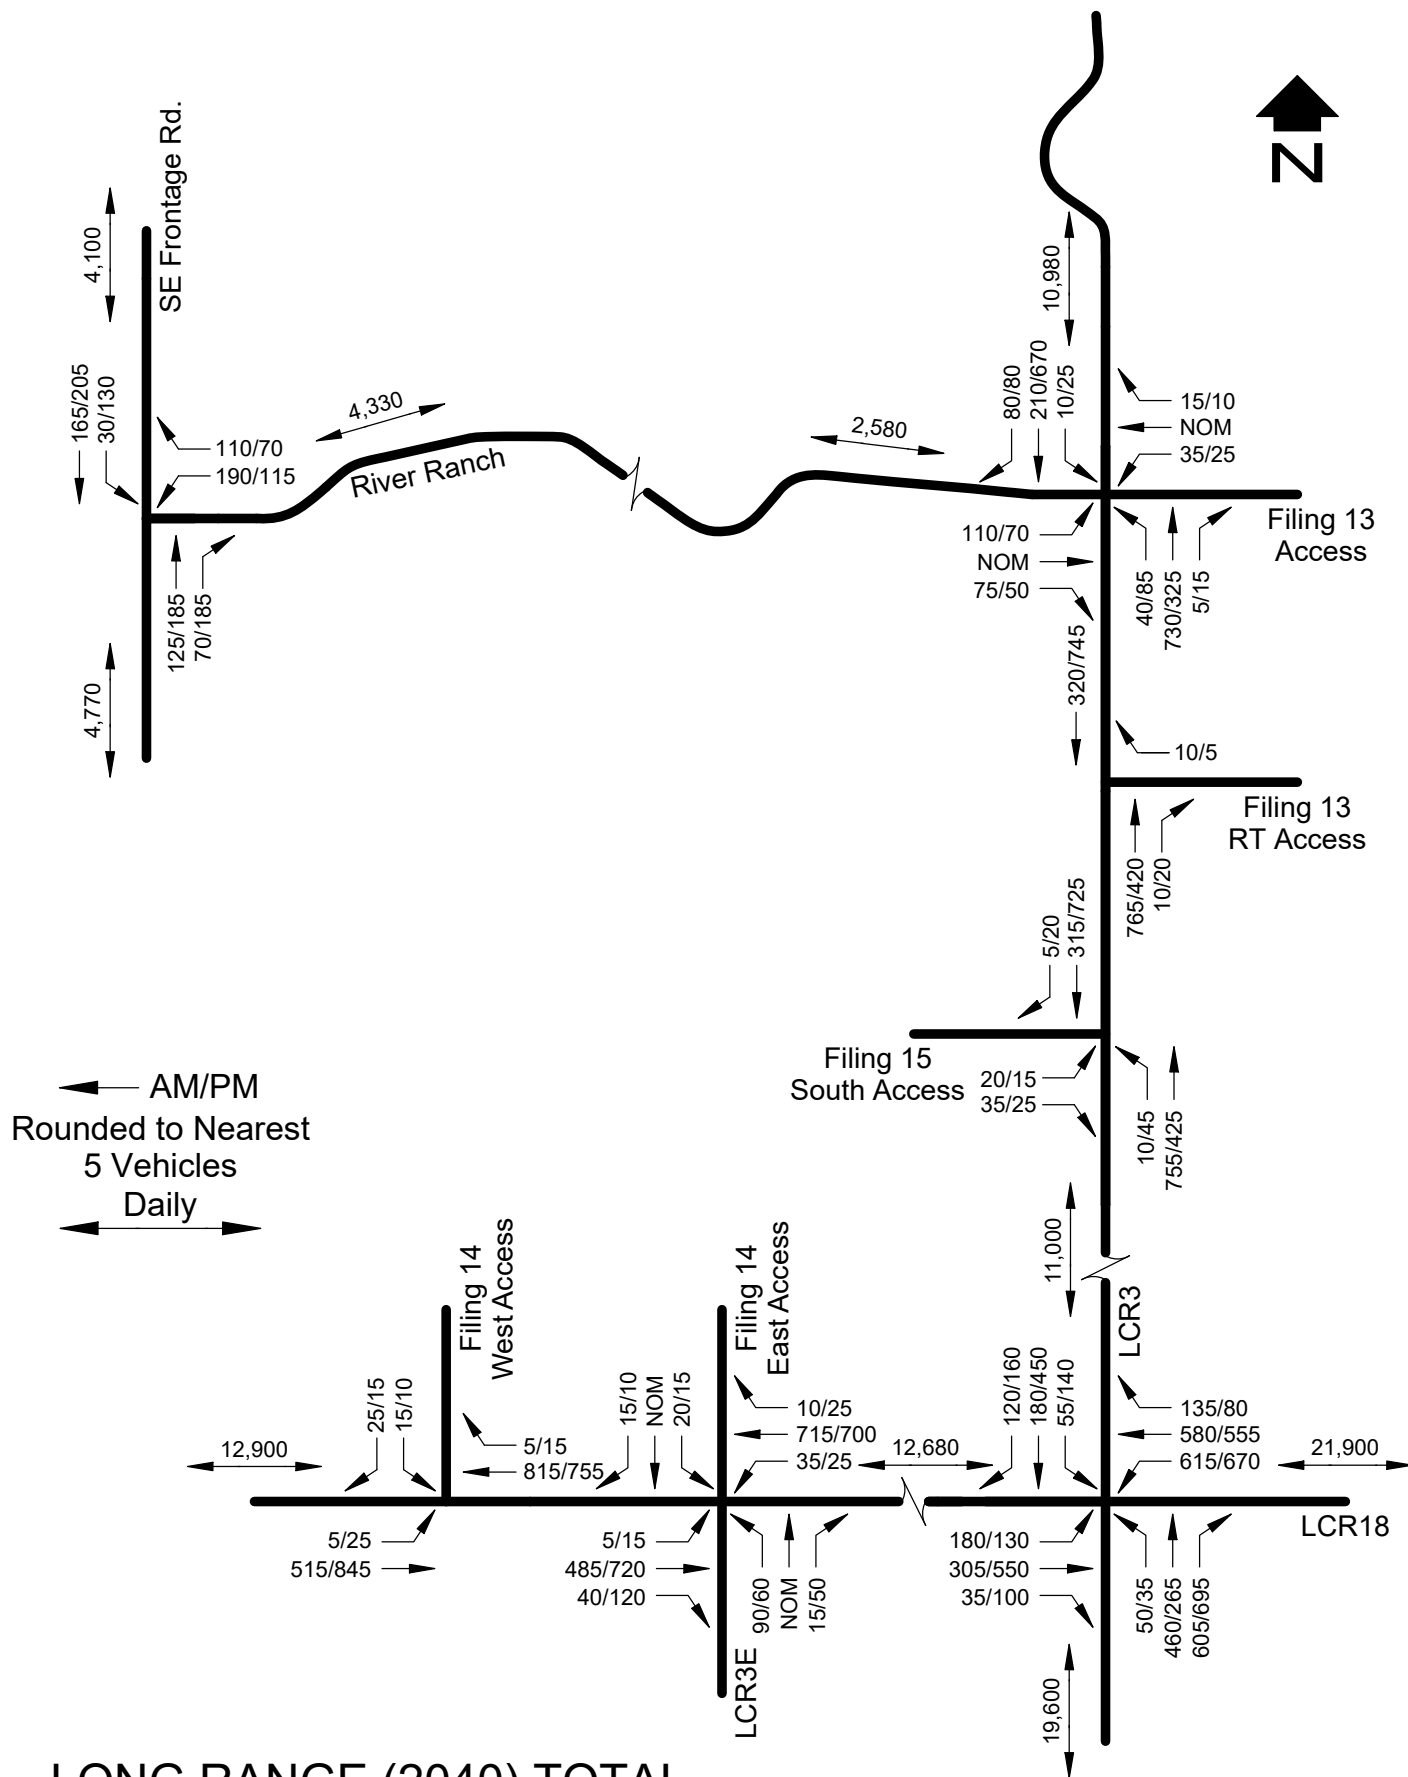 N
SE Frontage Rd.
4,100
165/205
30/130
110/70
190/115
4,330
River Ranch
125/185
70/185
4,770
2,580
10,980
80/80
210/670
10/25
15/10
NOM
35/25
Filing 13
Access
110/70
NOM
75/50
40/85
730/325
5/15
320/745
10/5
Filing 13
RT Access
765/420
10/20
5/20
315/725
Filing 15
South Access
20/15
35/25
10/45
755/425
AM/PM
Rounded to Nearest
5 Vehicles
Daily
11,000
LCR3
Filing 14
West Access
Filing 14
East Access
12,900
25/15
15/10
5/15
815/755
5/25
515/845
15/10
NOM
20/15
10/25
715/700
35/25
5/15
485/720
40/120
90/60
NOM
15/50
LCR3E
12,680
120/160
180/450
55/140
135/80
580/555
615/670
21,900
LCR18
180/130
305/550
35/100
50/35
460/265
605/695
19,600
LONG RANGE (2040) TOTAL